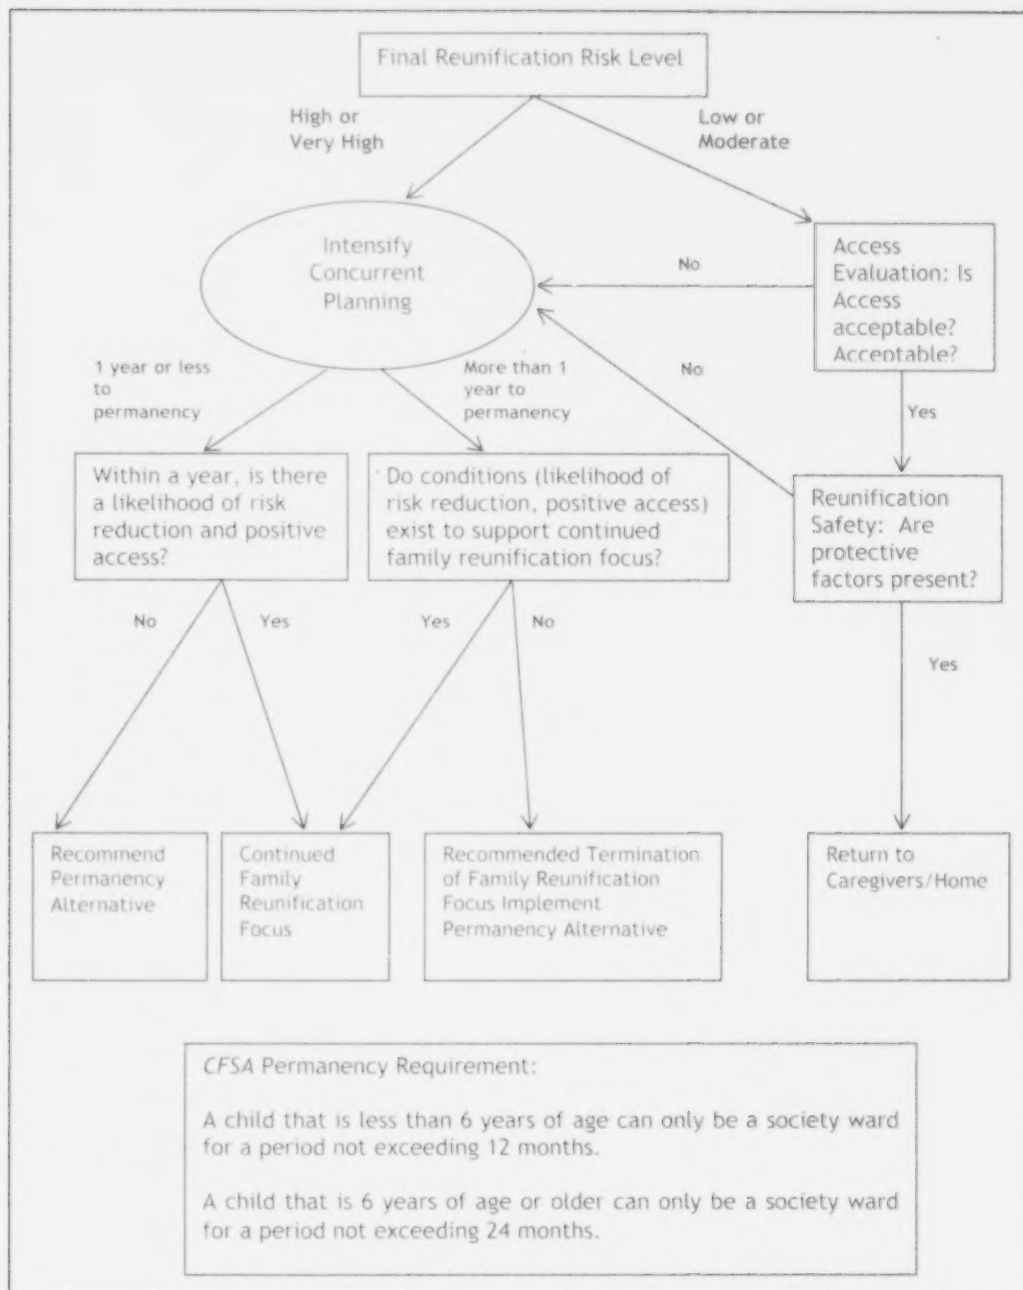 Final Reunification Risk Level
High or
Very High
Low or
Moderate
Intensify
Concurrent
Planning
No
Access
Evaluation: Is
Access
acceptable?
Acceptable?
1 year or less
to
permanency
More than 1
year to
permanency
No
Yes
Within a year, is there
a likelihood of risk
reduction and positive
access?
Do conditions (likelihood of
risk reduction, positive access)
exist to support continued
family reunification focus?
Reunification
Safety: Are
protective
factors present?
No
Yes
Yes
No
Yes
Recommend
Permanency
Alternative
Continued
Family
Reunification
Focus
Recommended Termination
of Family Reunification
Focus Implement
Permanency Alternative
Return to
Caregivers/Home
CFSA Permanency Requirement:
A child that is less than 6 years of age can only be a society ward
for a period not exceeding 12 months.
A child that is 6 years of age or older can only be a society ward
for a period not exceeding 24 months.